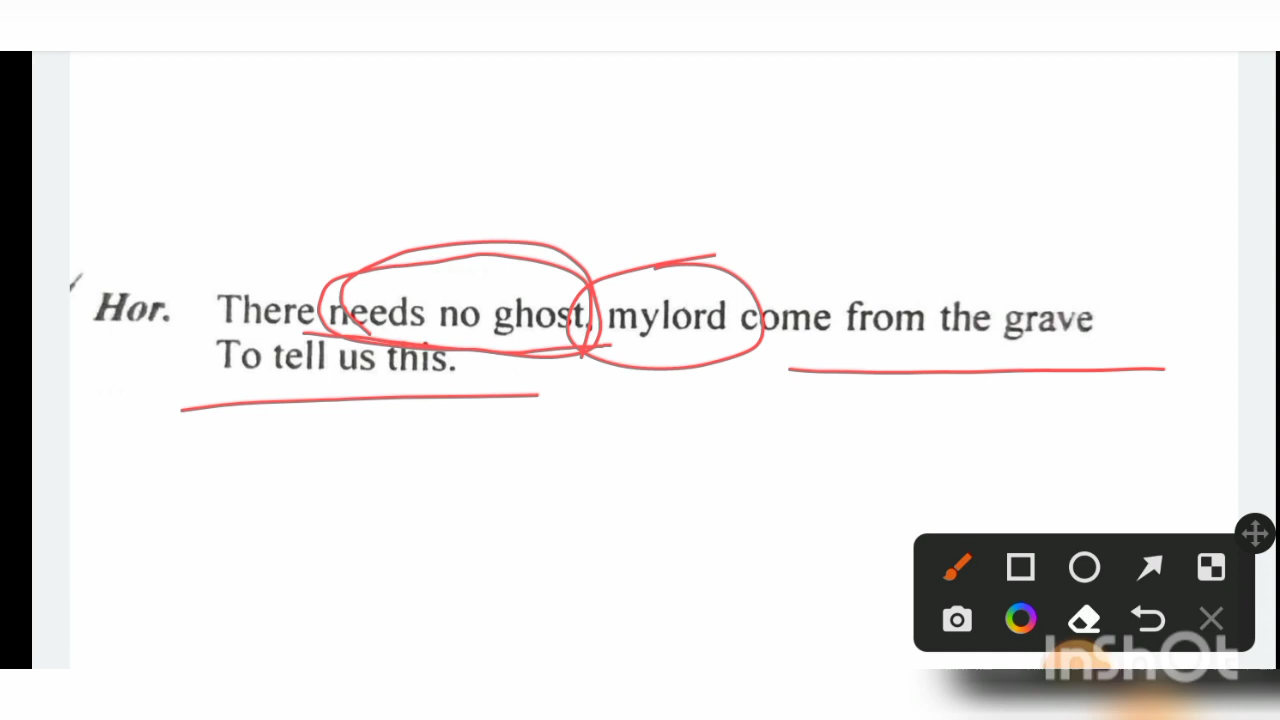 Hor. There needs no ghost, mylord come from the grave
To tell us this.
InShOt